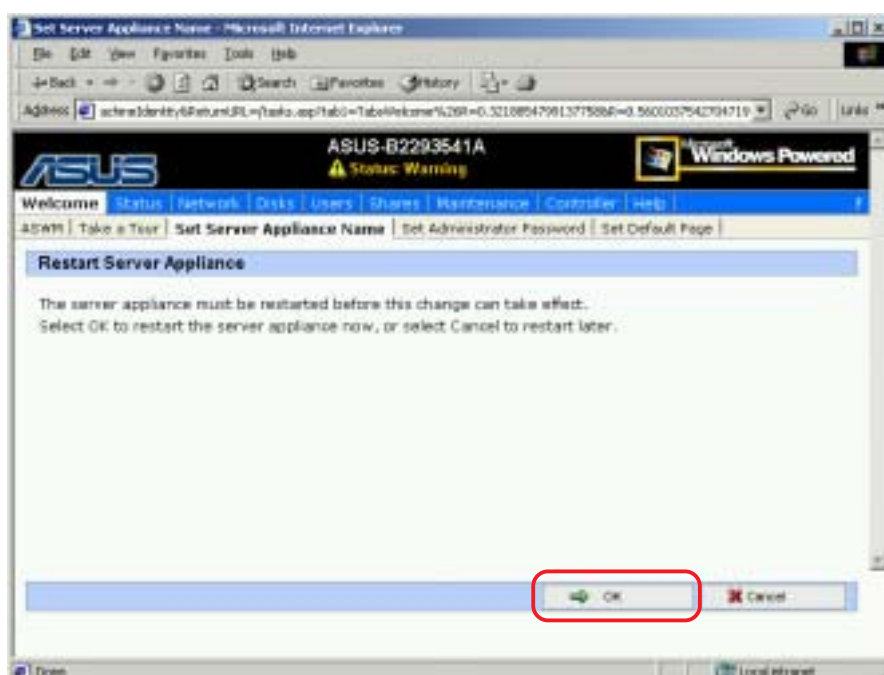 Set Server Appliance Name - Microsoft Internet Explorer
File Edit View Favorites Tools Help
Back Search Favorites History
Address Go Links »
ASUS
ASUS-B2293541A
Status: Warning
Microsoft
Windows Powered
Welcome Status Network Disks Users Shares Maintenance Controller Help ?
ASWM Take a Tour Set Server Appliance Name Set Administrator Password Set Default Page
Restart Server Appliance
The server appliance must be restarted before this change can take effect.
Select OK to restart the server appliance now, or select Cancel to restart later.
OK Cancel
Done Local intranet